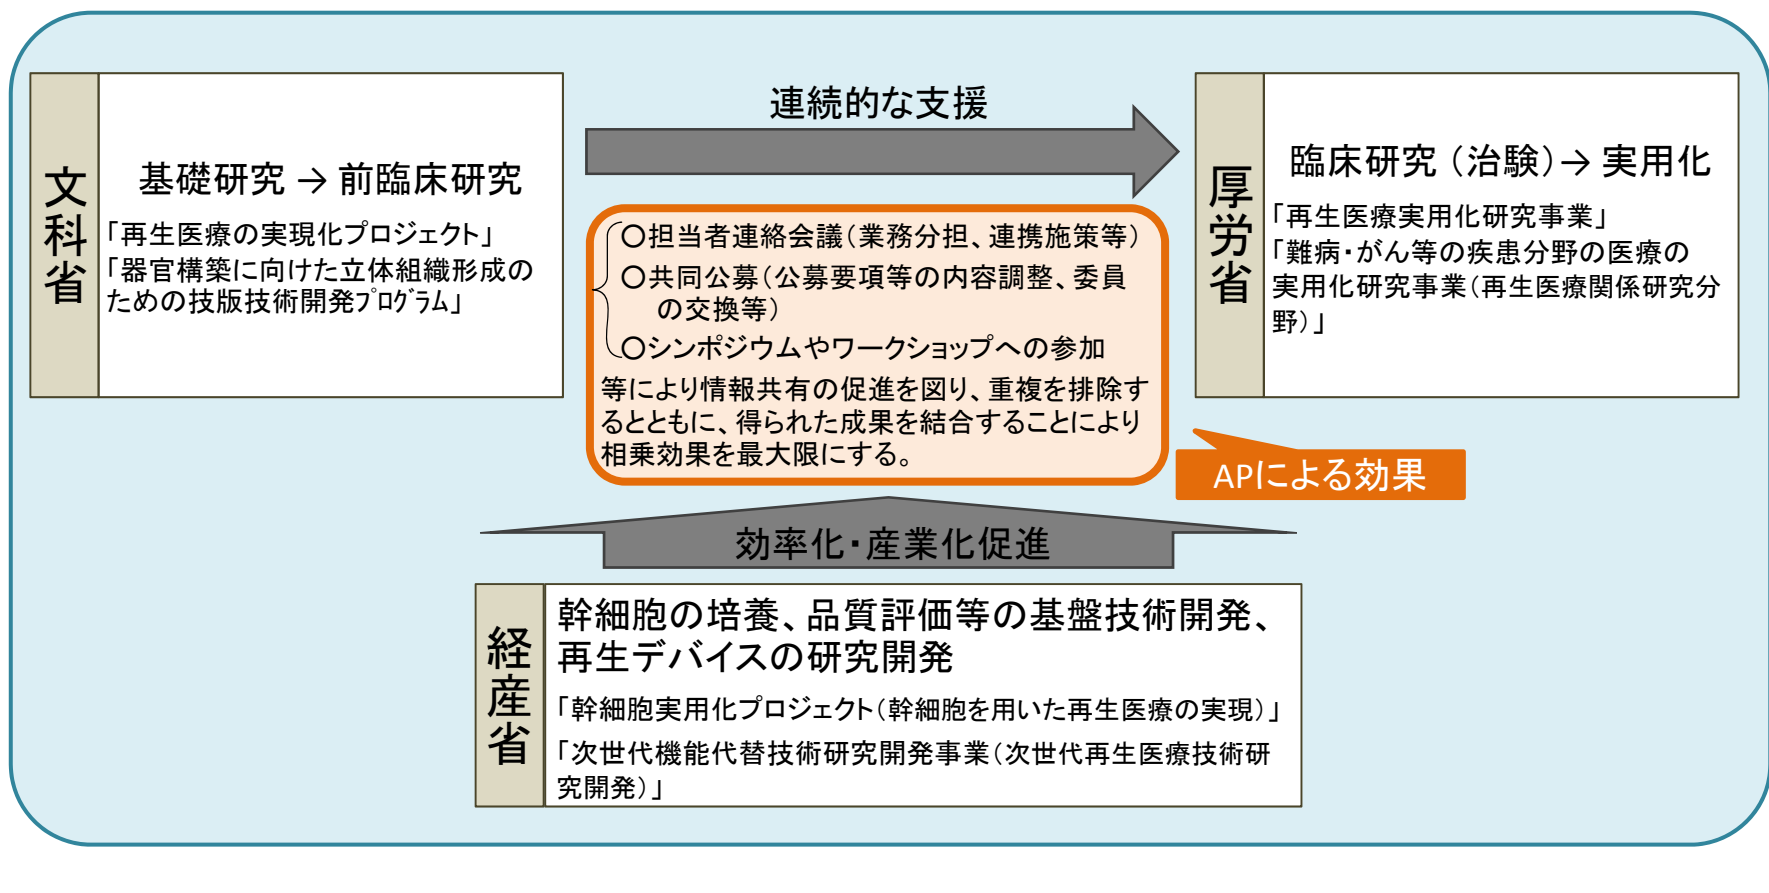 文科省
基礎研究 → 前臨床研究
「再生医療の実現化プロジェクト」
「器官構築に向けた立体組織形成の
ための技版技術開発プログラム」
連続的な支援
厚労省
臨床研究（治験）→ 実用化
「再生医療実用化研究事業」
「難病・がん等の疾患分野の医療の
実用化研究事業（再生医療関係研究分
野）」
○担当者連絡会議（業務分担、連携施策等）
○共同公募（公募要項等の内容調整、委員
の交換等）
○シンポジウムやワークショップへの参加
等により情報共有の促進を図り、重複を排除す
るとともに、得られた成果を結合することにより
相乗効果を最大限にする。
APによる効果
効率化・産業化促進
経産省
幹細胞の培養、品質評価等の基盤技術開発、
再生デバイスの研究開発
「幹細胞実用化プロジェクト（幹細胞を用いた再生医療の実現）」
「次世代機能代替技術研究開発事業（次世代再生医療技術研
究開発）」